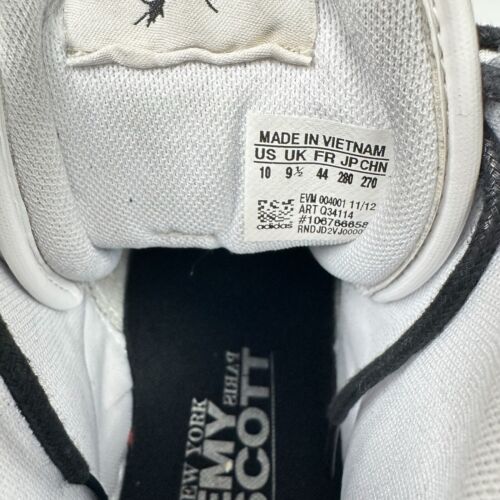 MADE IN VIETNAM
US UK FR JP CHN
10 9½ 44 280 270
EVM 004001 11/12
ART Q34114
#106766658
RNDJD2VJ0000
adidas
NEW YORK
PARIS
EMY
SCOTT